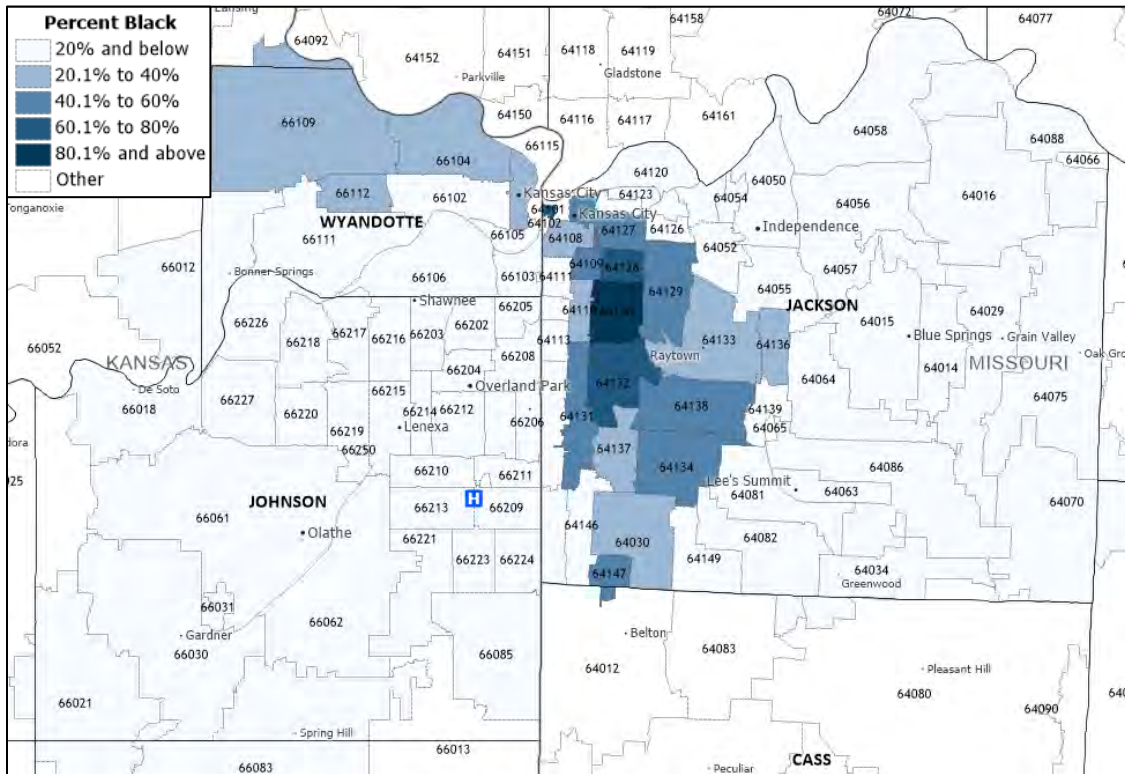 Percent Black
20% and below
20.1% to 40%
40.1% to 60%
60.1% to 80%
80.1% and above
Other
Lansing
64092
64152
64151
64118
64119
64158
64072
64077
Parkville
Gladstone
64150
64116
64117
64161
64058
64088
66109
66104
66115
64120
64050
64066
66112
66102
Kansas City
64101
64123
64054
64056
64016
Tonganoxie
WYANDOTTE
64102
Kansas City
64127
64126
Independence
66111
66105
64108
64052
66012
Bonner Springs
66106
66103
64111
64109
64128
64129
64055
64057
Shawnee
66205
64110
64130
JACKSON
64015
64029
66226
66218
66217
66216
66203
66202
64113
64133
64136
Blue Springs
Grain Valley
66052
KANSAS
66208
Raytown
64014
MISSOURI
Oak Gro
De Soto
66204
Overland Park
64132
64064
66018
66227
66220
66215
66214
66212
66206
64131
64138
64139
64075
66219
Lenexa
64065
dora
66250
64137
025
66210
66211
64134
64086
JOHNSON
H
Lee's Summit
64081
64063
64070
66061
66213
66209
Olathe
66221
66223
66224
64146
64030
64149
64082
64147
64034
Greenwood
66031
66062
Gardner
66030
66085
Belton
64083
64012
Pleasant Hill
66021
64080
64090
Spring Hill
66013
66083
CASS
Peculiar